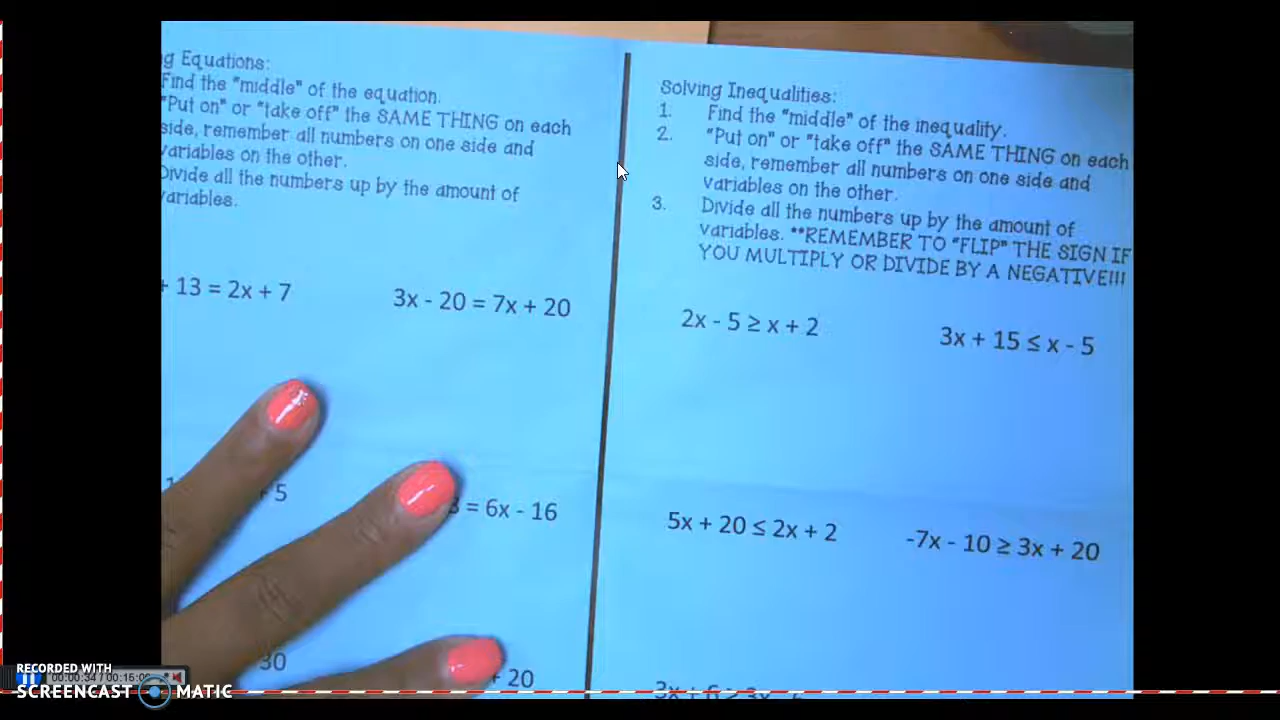 g Equations:
Find the "middle" of the equation.
"Put on" or "take off" the SAME THING on each
side, remember all numbers on one side and
variables on the other.
Divide all the numbers up by the amount of
variables.
+ 13 = 2x + 7
3x - 20 = 7x + 20
5
= 6x - 16
30
+ 20
Solving Inequalities:
1. Find the "middle" of the inequality.
2. "Put on" or "take off" the SAME THING on each
side, remember all numbers on one side and
variables on the other.
3. Divide all the numbers up by the amount of
variables. **REMEMBER TO "FLIP" THE SIGN IF
YOU MULTIPLY OR DIVIDE BY A NEGATIVE!!!
2x - 5 ≥ x + 2
3x + 15 ≤ x - 5
5x + 20 ≤ 2x + 2
-7x - 10 ≥ 3x + 20
RECORDED WITH
SCREENCAST MATIC